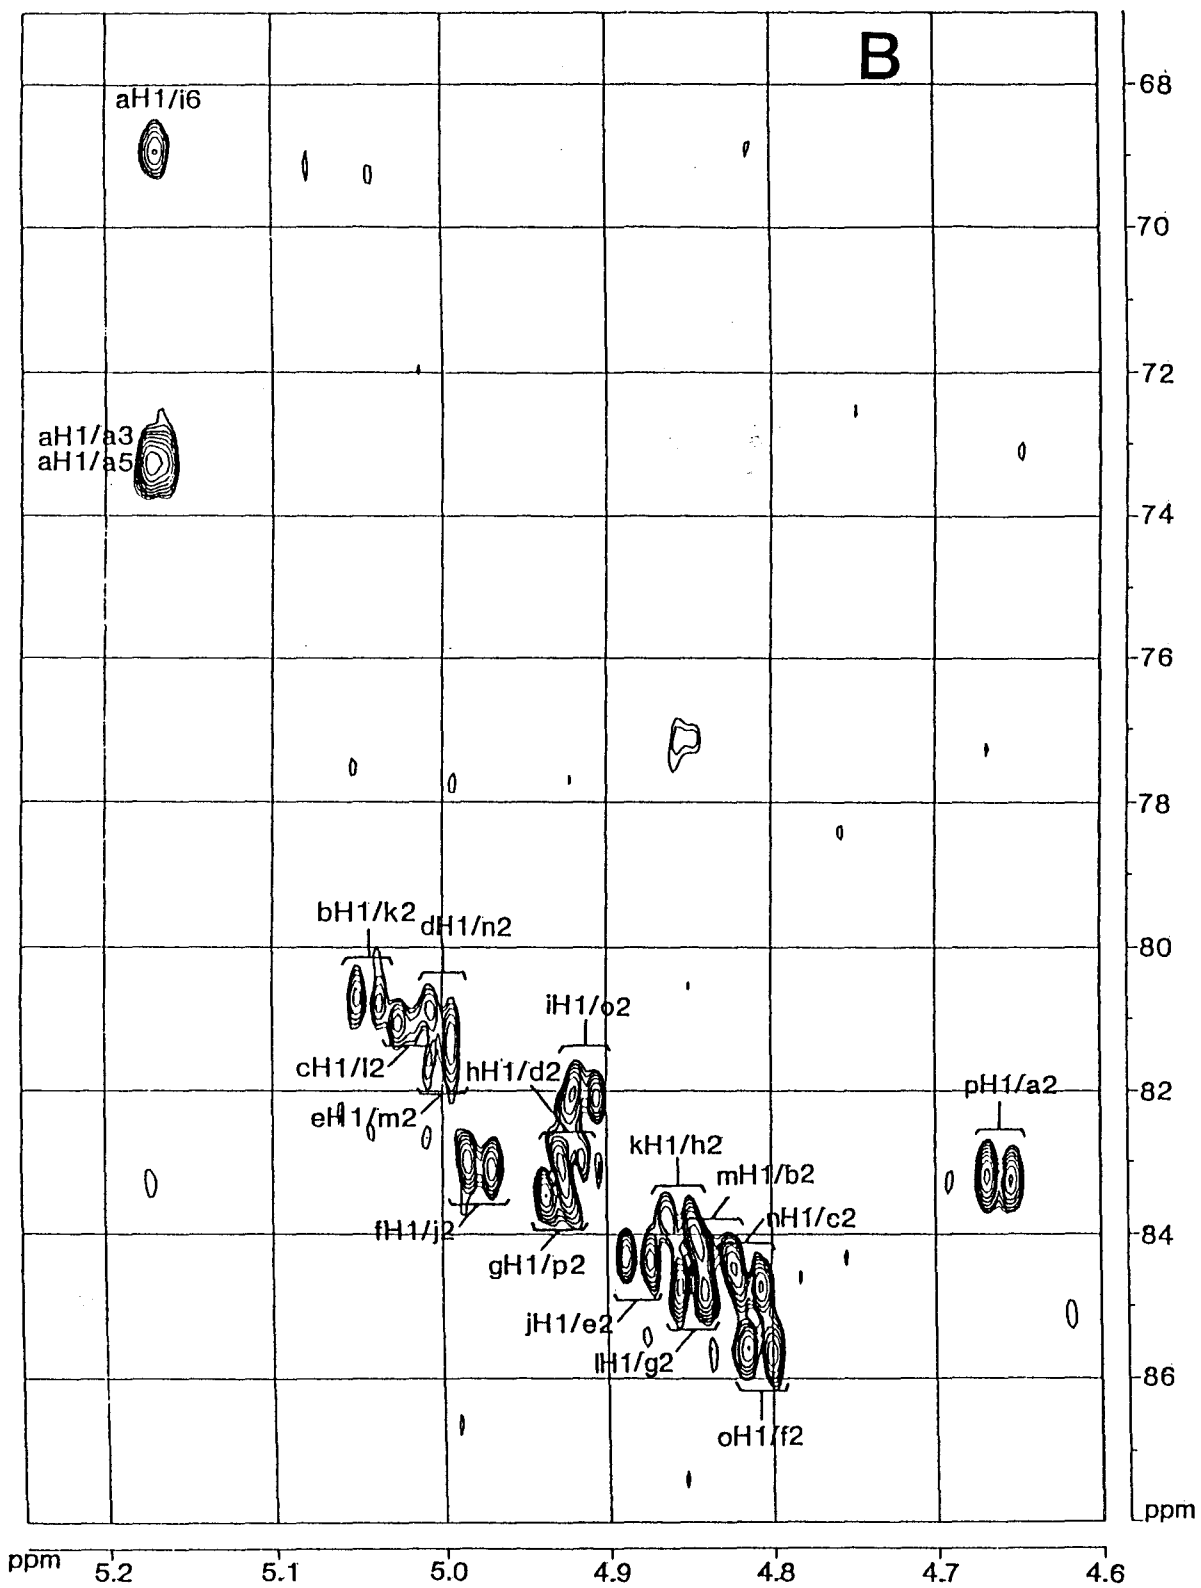 B
68
aH1/i6
70
72
aH1/a3
aH1/a5
74
76
78
bH1/k2
dH1/n2
80
iH1/o2
cH1/l2
hH1/d2
82
pH1/a2
eH1/m2
kH1/h2
mH1/b2
nH1/c2
fH1/j2
84
gH1/p2
jH1/e2
lH1/g2
86
oH1/f2
ppm
ppm
5.2
5.1
5.0
4.9
4.8
4.7
4.6